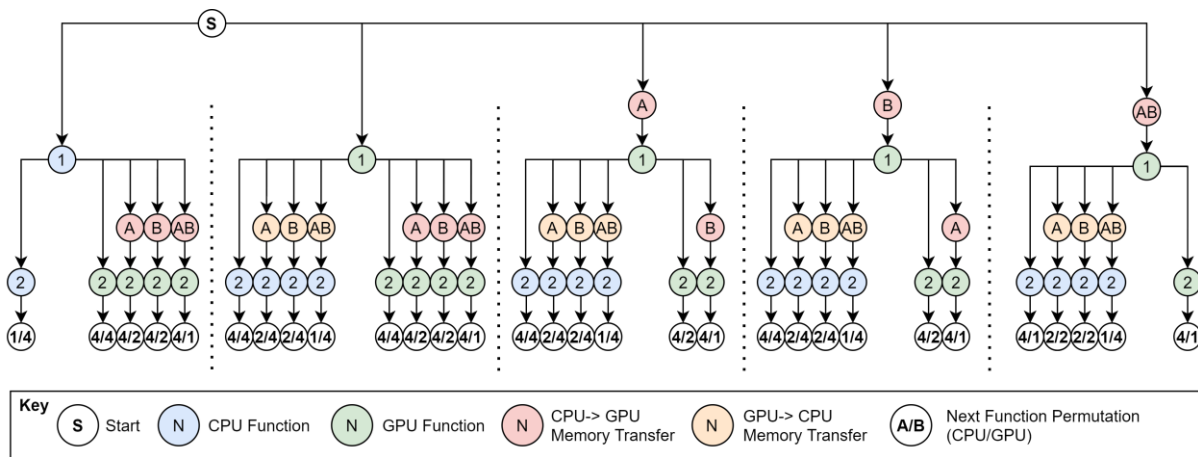 S
A
B
AB
1
1
1
1
1
A B AB
A B AB
A B AB
A B AB
B
A B AB
A
A B AB
2
2 2 2 2
2 2 2 2
2 2 2 2
2 2 2 2
2 2
2 2 2 2
2 2
2 2 2 2
2
1/4
4/4 4/2 4/2 4/1
4/4 2/4 2/4 1/4
4/4 4/2 4/2 4/1
4/4 2/4 2/4 1/4
4/2 4/1
4/4 2/4 2/4 1/4
4/2 4/1
4/1 2/2 2/2 1/4
4/1
Key
S Start
N CPU Function
N GPU Function
N CPU-> GPU
Memory Transfer
N GPU-> CPU
Memory Transfer
A/B Next Function Permutation
(CPU/GPU)